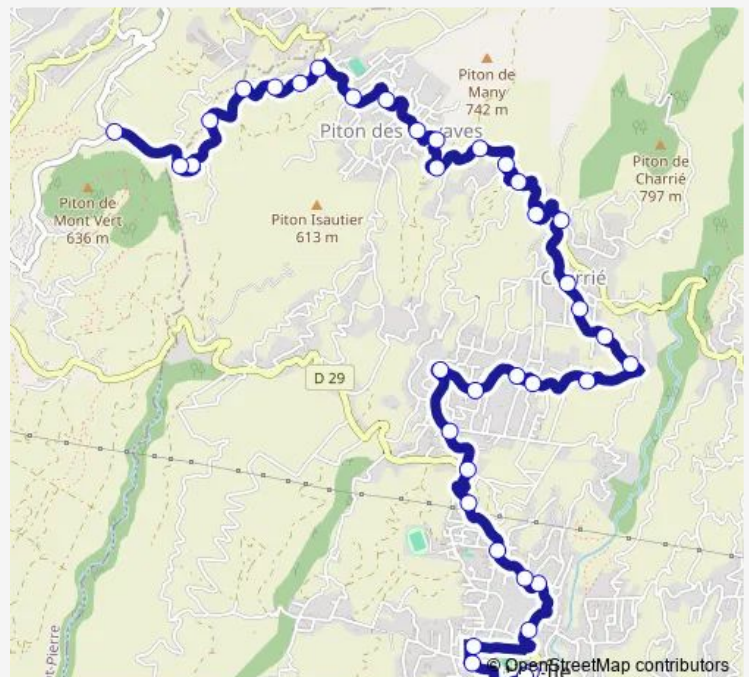 Piton de
Many
742 m
Piton des
Piton de
Charrié
797 m
Piton de
Mont Vert
636 m
Piton Isautier
613 m
D 29
© OpenStreetMap contributors